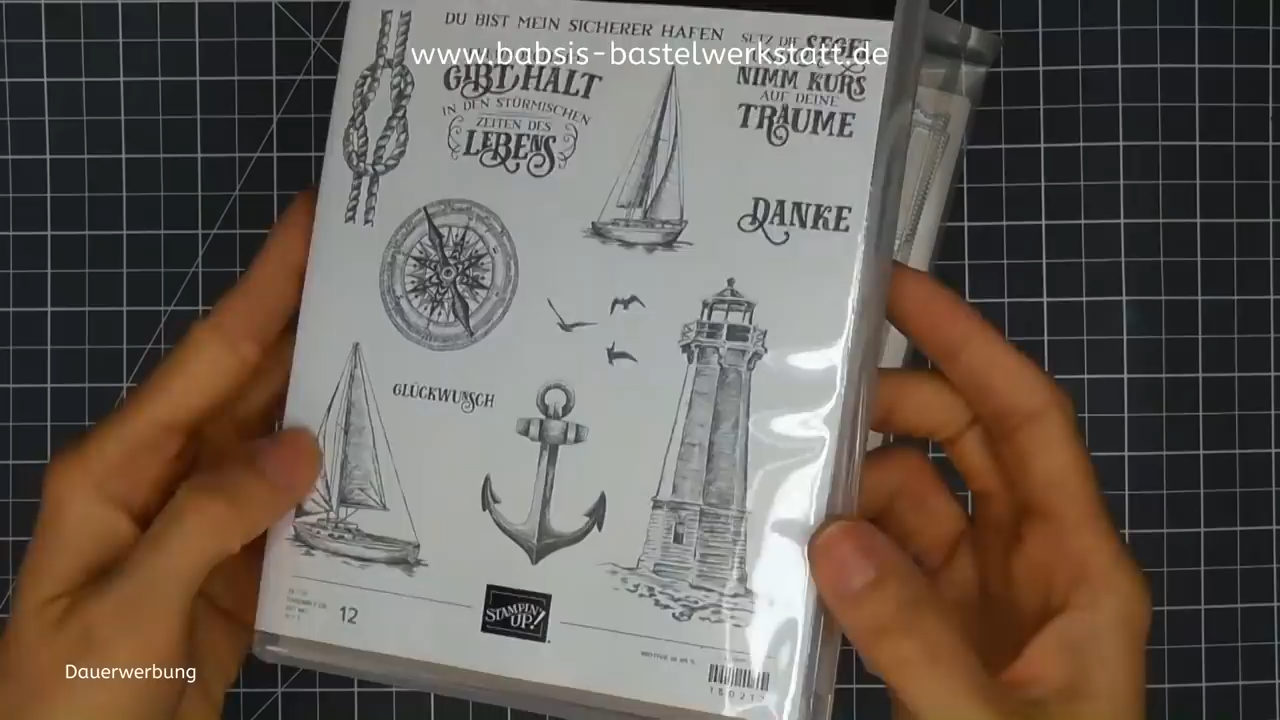 DU BIST MEIN SICHERER HAFEN
www.babsis-bastelwerkstatt.de
GIBT HALT
IN DEN STÜRMISCHEN
ZEITEN DES
LEBENS
SETZ DIE SEGEL
NIMM KURS
AUF DEINE
TRÄUME
DANKE
GLÜCKWUNSCH
12
STAMPIN' UP!
Dauerwerbung